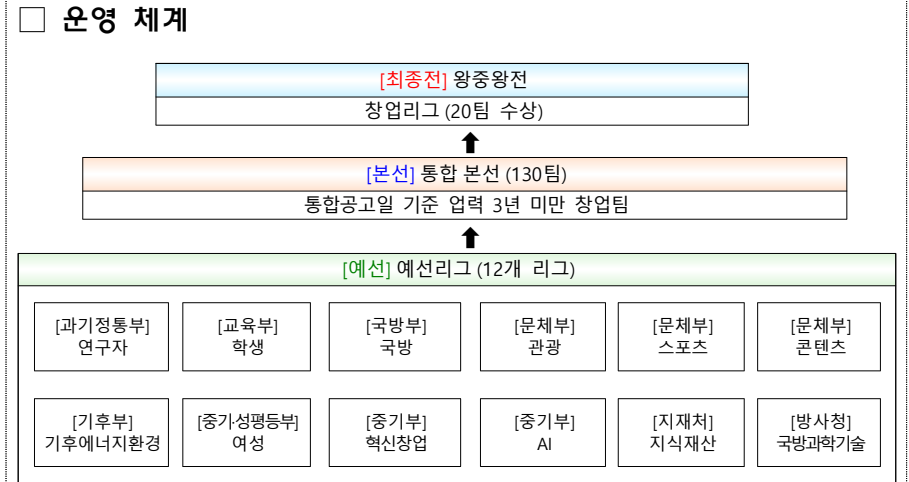 □ 운영 체계
[최종전] 왕중왕전
창업리그 (20팀 수상)
[본선] 통합 본선 (130팀)
통합공고일 기준 업력 3년 미만 창업팀
[예선] 예선리그 (12개 리그)
[과기정통부]
연구자
[교육부]
학생
[국방부]
국방
[문체부]
관광
[문체부]
스포츠
[문체부]
콘텐츠
[기후부]
기후에너지환경
[중기·성평등부]
여성
[중기부]
혁신창업
[중기부]
AI
[지재처]
지식재산
[방사청]
국방과학기술